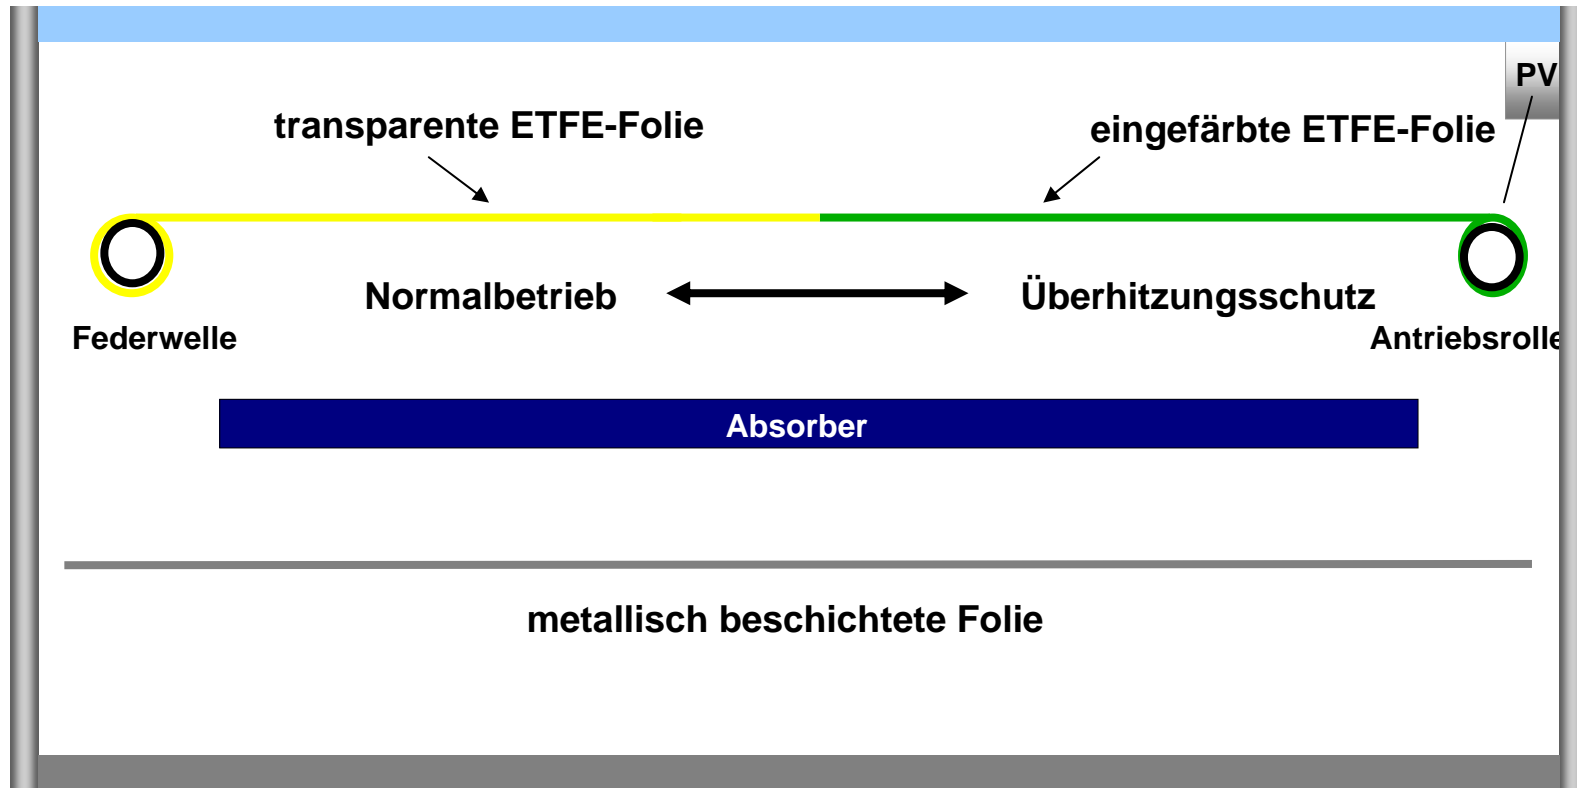 PV
transparente ETFE-Folie
eingefärbte ETFE-Folie
Normalbetrieb
Überhitzungsschutz
Federwelle
Antriebsrolle
Absorber
metallisch beschichtete Folie